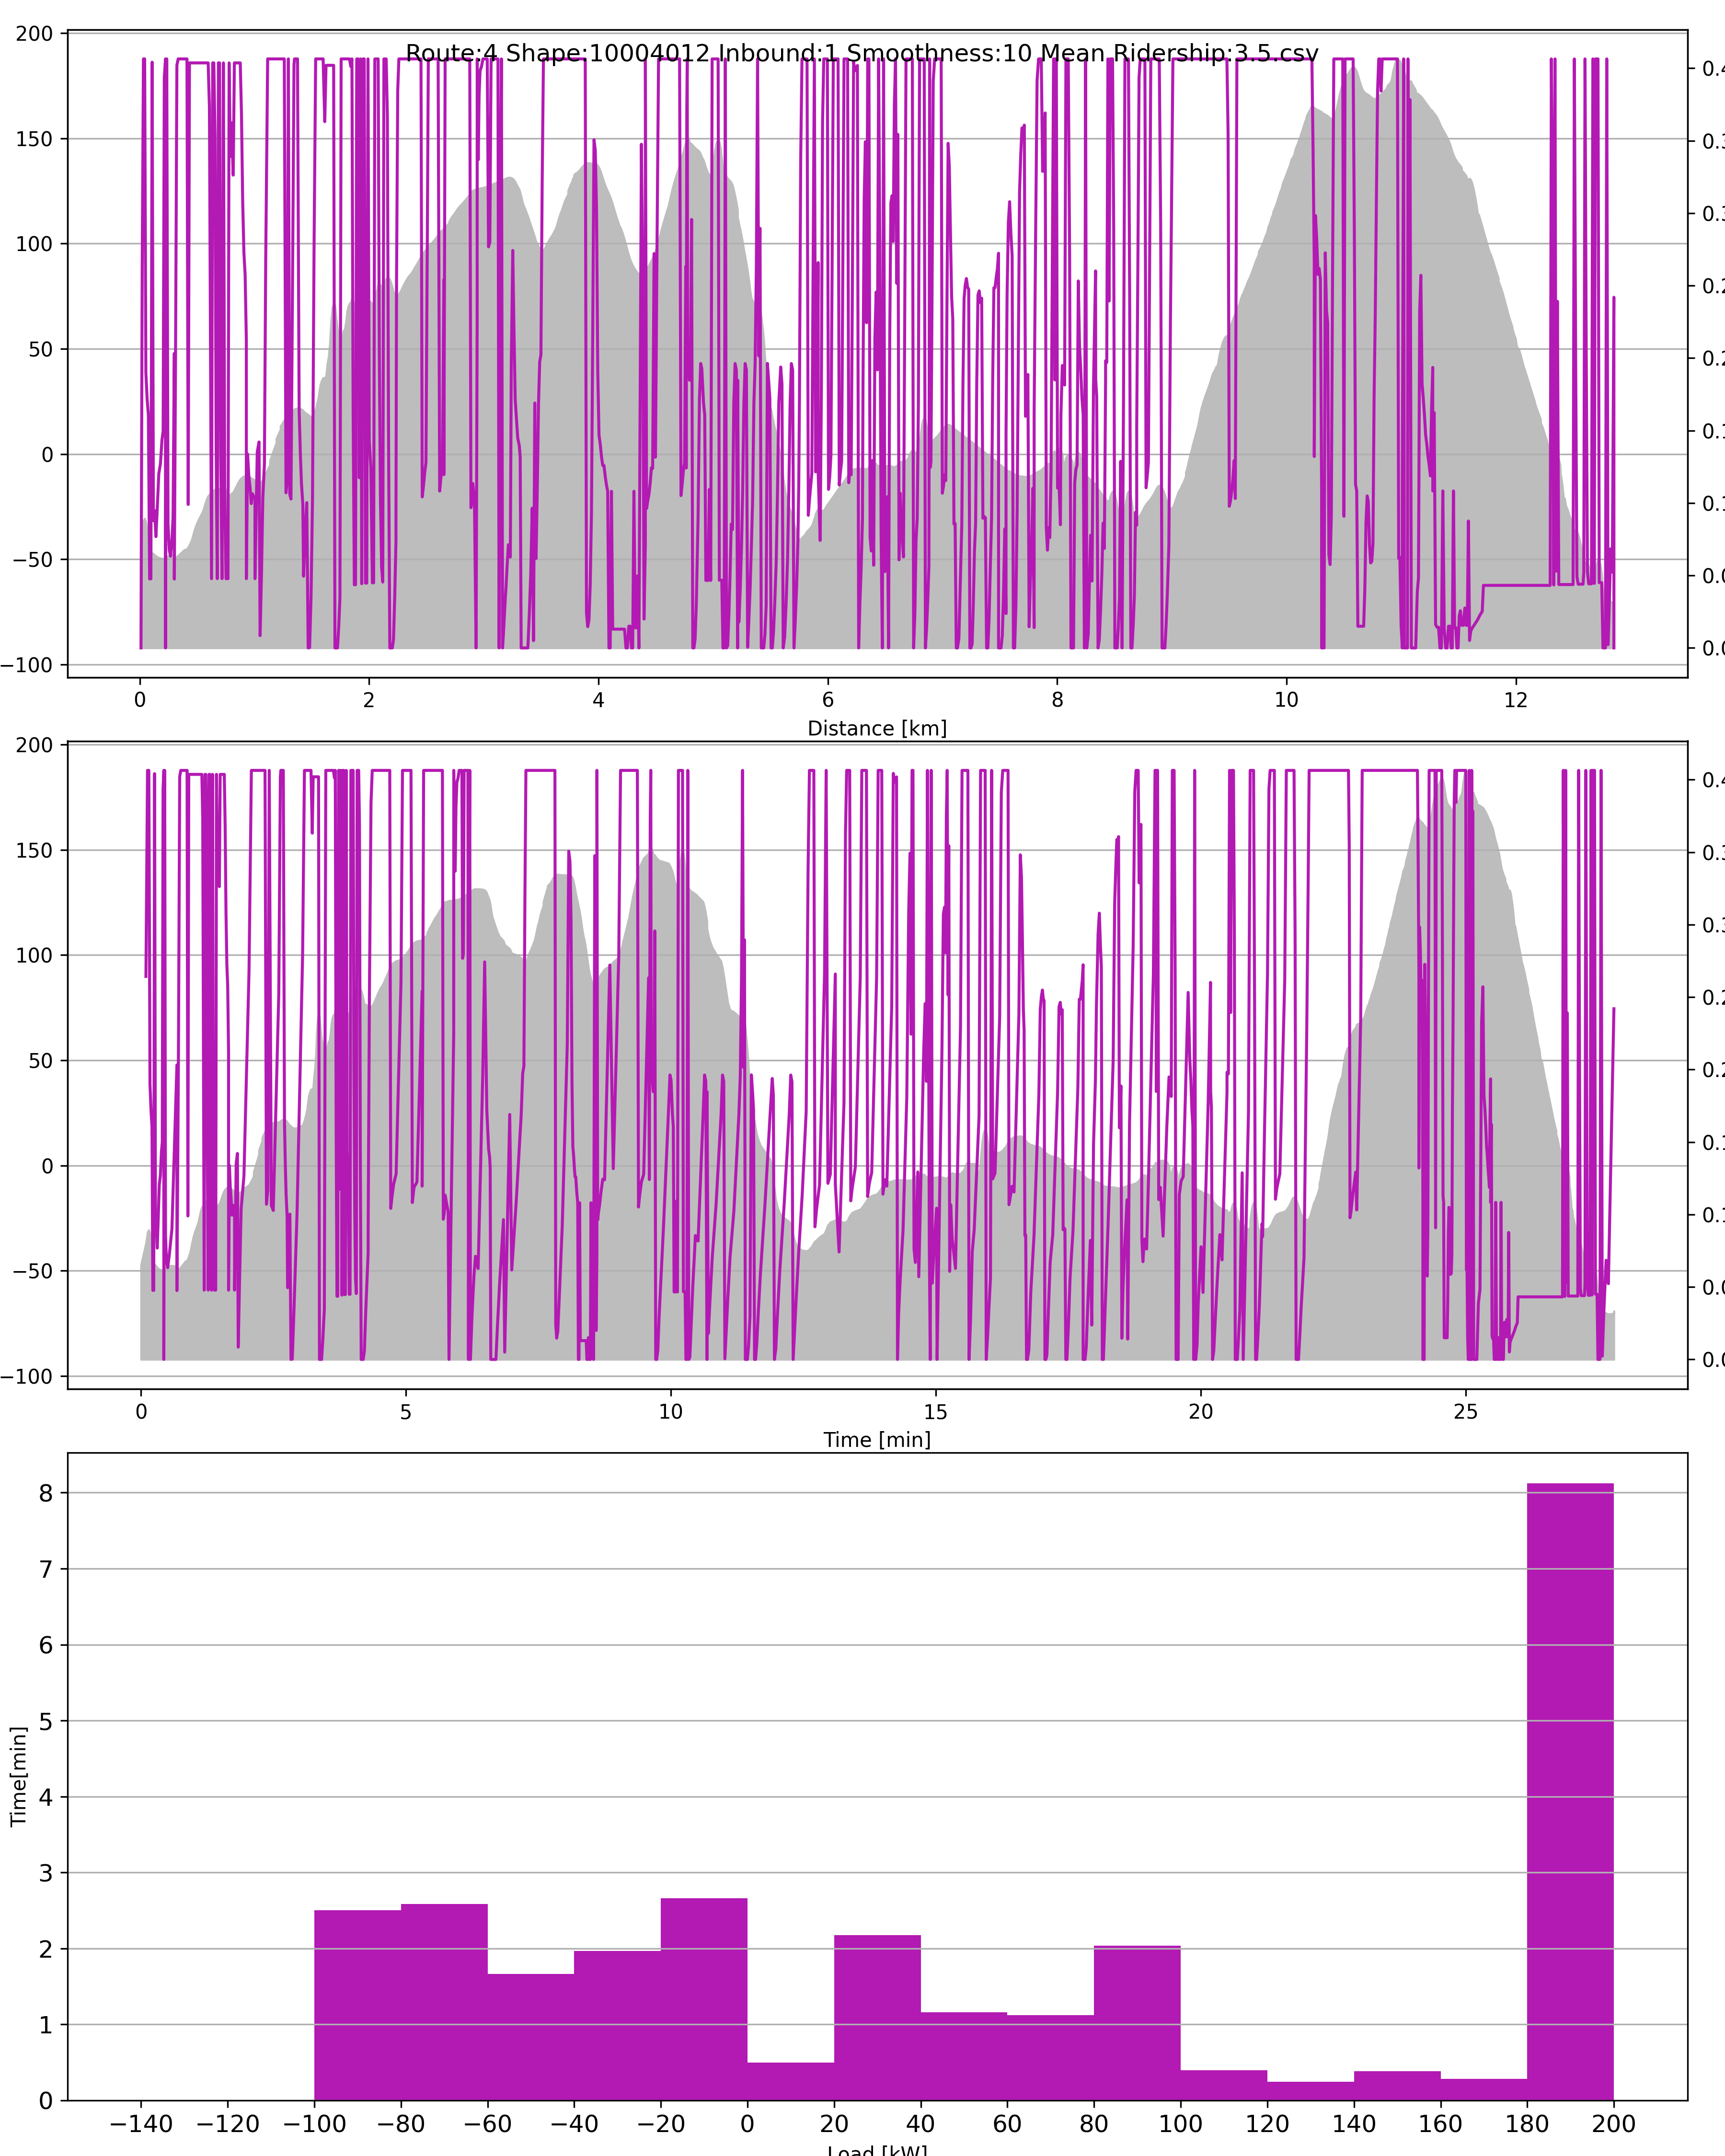 Route:4 Shape:10004012 Inbound:1 Smoothness:10 Mean Ridership:3.5.csv
200
150
100
50
0
−50
−100
0 2 4 6 8 10 12
Distance [km]
200
150
100
50
0
−50
−100
0 5 10 15 20 25
Time [min]
8
7
6
5
4
3
2
1
0
Time[min]
−140 −120 −100 −80 −60 −40 −20 0 20 40 60 80 100 120 140 160 180 200
Load [kW]